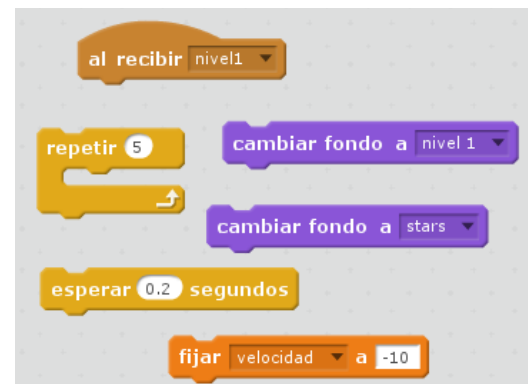 al recibir nivel1
repetir 5
cambiar fondo a nivel 1
cambiar fondo a stars
esperar 0.2 segundos
fijar velocidad a -10